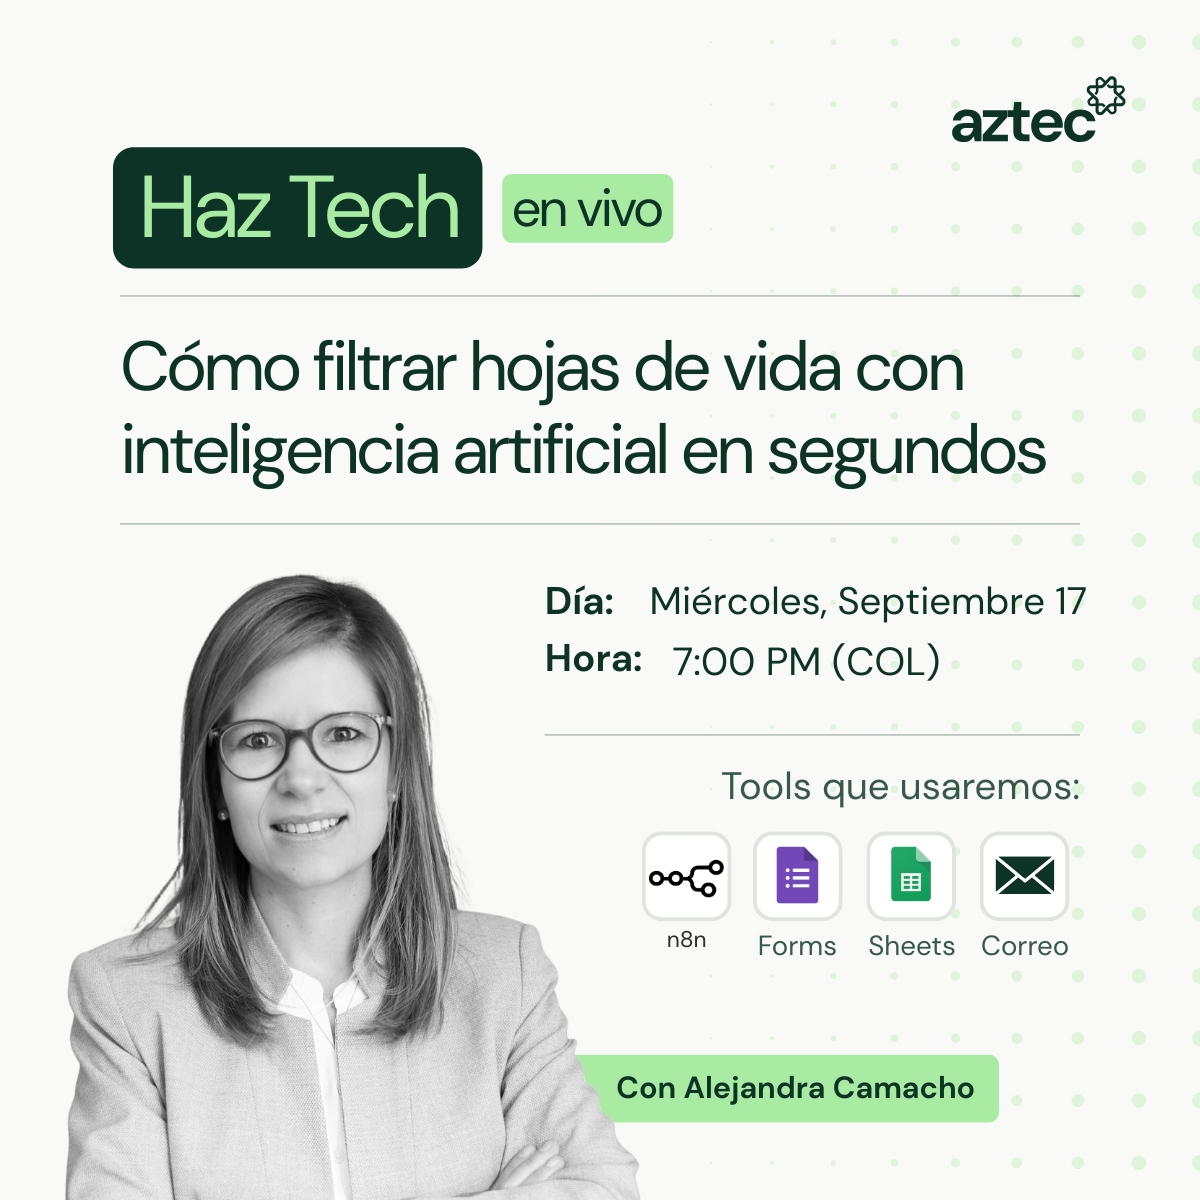 aztec
Haz Tech
en vivo
Cómo filtrar hojas de vida con
inteligencia artificial en segundos
Día: Miércoles, Septiembre 17
Hora: 7:00 PM (COL)
Tools que usaremos:
n8n Forms Sheets Correo
Con Alejandra Camacho